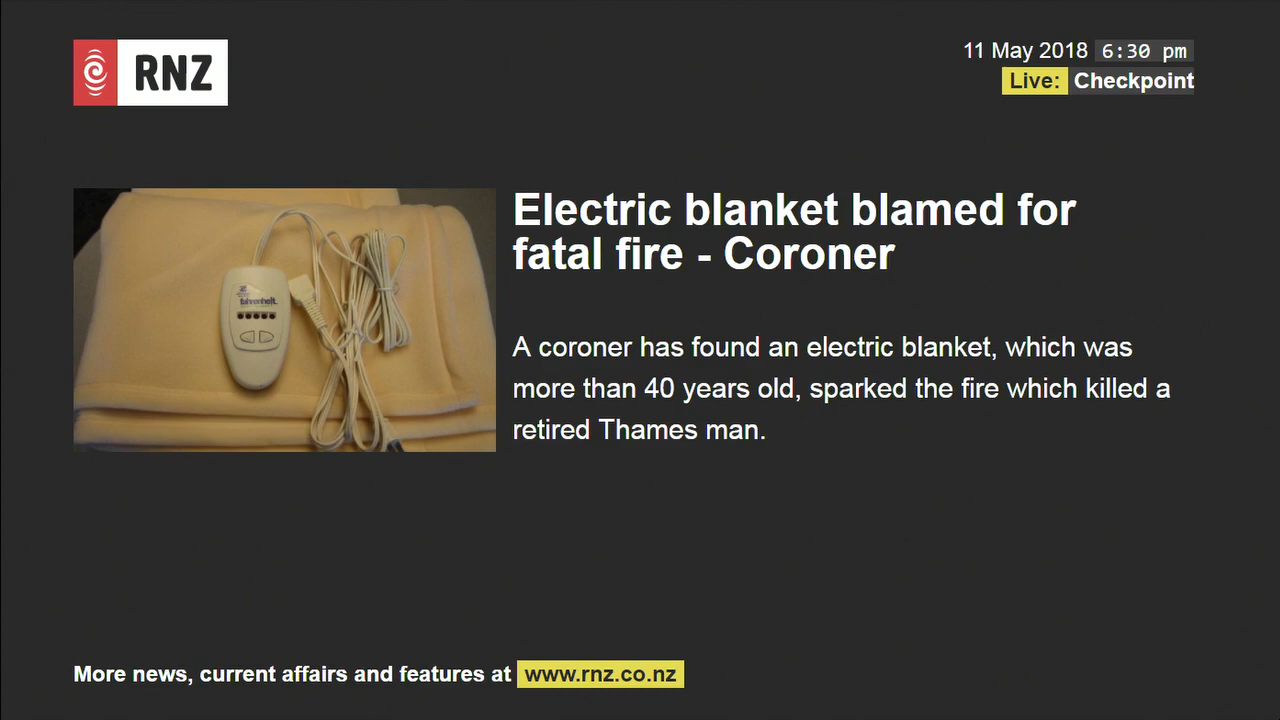 RNZ
11 May 2018 6:30 pm
Live: Checkpoint
fahrenheit.
Electric blanket blamed for
fatal fire - Coroner
A coroner has found an electric blanket, which was
more than 40 years old, sparked the fire which killed a
retired Thames man.
More news, current affairs and features at www.rnz.co.nz